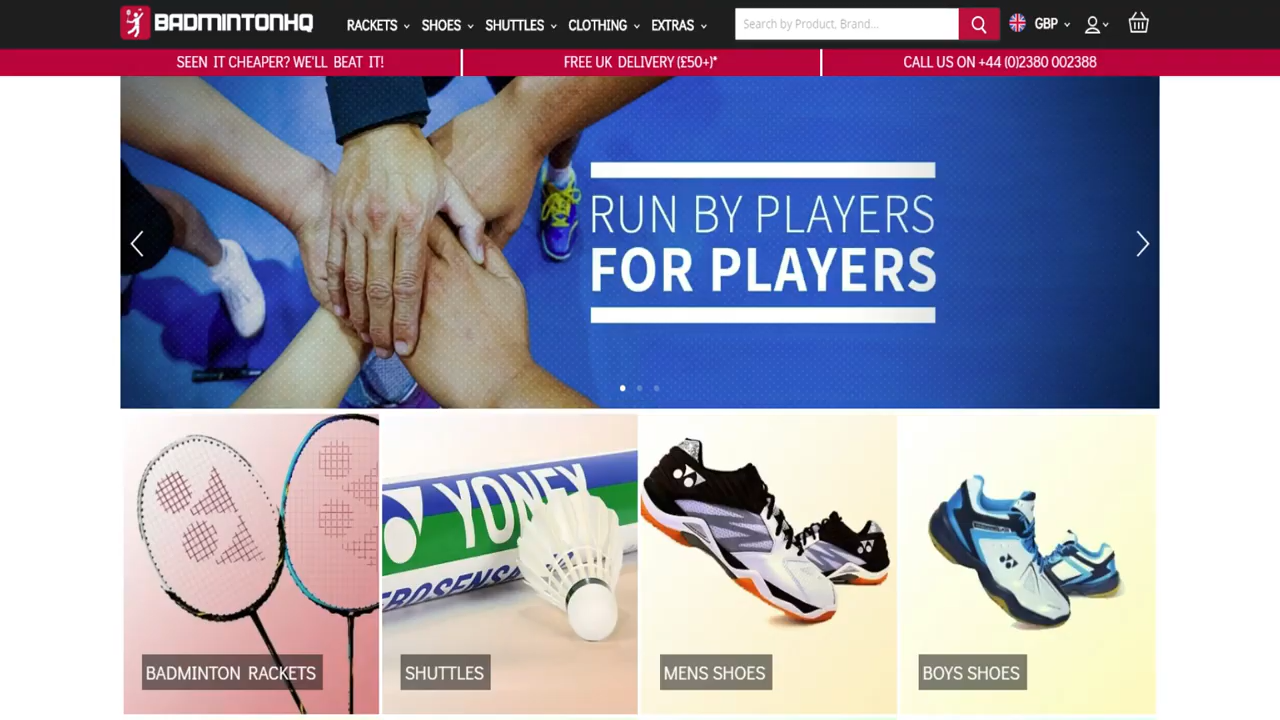 BADMINTONHQ
RACKETS
SHOES
SHUTTLES
CLOTHING
EXTRAS
Search by Product, Brand...
GBP
SEEN IT CHEAPER? WE'LL BEAT IT!
FREE UK DELIVERY (£50+)*
CALL US ON +44 (0)2380 002388
RUN BY PLAYERS
FOR PLAYERS
YONEX
BADMINTON RACKETS
SHUTTLES
MENS SHOES
BOYS SHOES